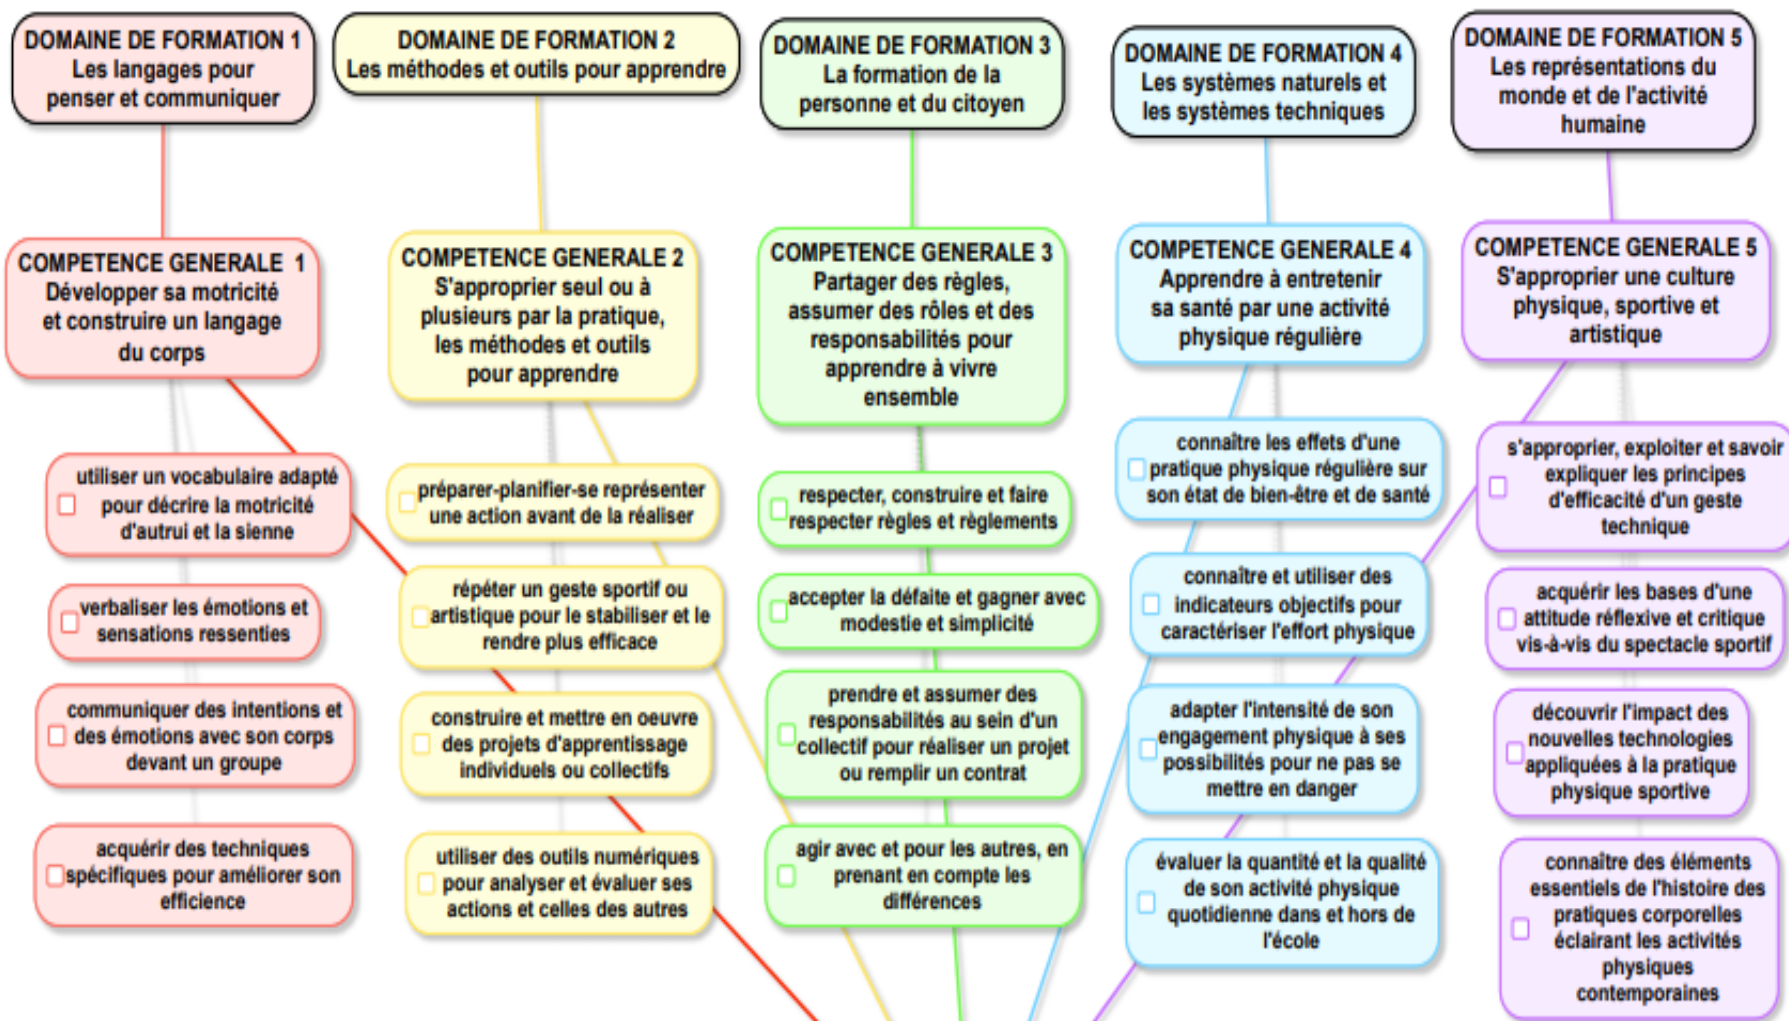 DOMAINE DE FORMATION 1
Les langages pour
penser et communiquer
DOMAINE DE FORMATION 2
Les méthodes et outils pour apprendre
DOMAINE DE FORMATION 3
La formation de la
personne et du citoyen
DOMAINE DE FORMATION 4
Les systèmes naturels et
les systèmes techniques
DOMAINE DE FORMATION 5
Les représentations du
monde et de l'activité
humaine
COMPETENCE GENERALE 1
Développer sa motricité
et construire un langage
du corps
COMPETENCE GENERALE 2
S'approprier seul ou à
plusieurs par la pratique,
les méthodes et outils
pour apprendre
COMPETENCE GENERALE 3
Partager des règles,
assumer des rôles et des
responsabilités pour
apprendre à vivre
ensemble
COMPETENCE GENERALE 4
Apprendre à entretenir
sa santé par une activité
physique régulière
COMPETENCE GENERALE 5
S'approprier une culture
physique, sportive et
artistique
utiliser un vocabulaire adapté
pour décrire la motricité
d'autrui et la sienne
verbaliser les émotions et
sensations ressenties
communiquer des intentions et
des émotions avec son corps
devant un groupe
acquérir des techniques
spécifiques pour améliorer son
efficience
préparer-planifier-se représenter
une action avant de la réaliser
répéter un geste sportif ou
artistique pour le stabiliser et le
rendre plus efficace
construire et mettre en oeuvre
des projets d'apprentissage
individuels ou collectifs
utiliser des outils numériques
pour analyser et évaluer ses
actions et celles des autres
respecter, construire et faire
respecter règles et règlements
accepter la défaite et gagner avec
modestie et simplicité
prendre et assumer des
responsabilités au sein d'un
collectif pour réaliser un projet
ou remplir un contrat
agir avec et pour les autres, en
prenant en compte les
différences
connaître les effets d'une
pratique physique régulière sur
son état de bien-être et de santé
connaître et utiliser des
indicateurs objectifs pour
caractériser l'effort physique
adapter l'intensité de son
engagement physique à ses
possibilités pour ne pas se
mettre en danger
évaluer la quantité et la qualité
de son activité physique
quotidienne dans et hors de
l'école
s'approprier, exploiter et savoir
expliquer les principes
d'efficacité d'un geste
technique
acquérir les bases d'une
attitude réflexive et critique
vis-à-vis du spectacle sportif
découvrir l'impact des
nouvelles technologies
appliquées à la pratique
physique sportive
connaître des éléments
essentiels de l'histoire des
pratiques corporelles
éclairant les activités
physiques
contemporaines